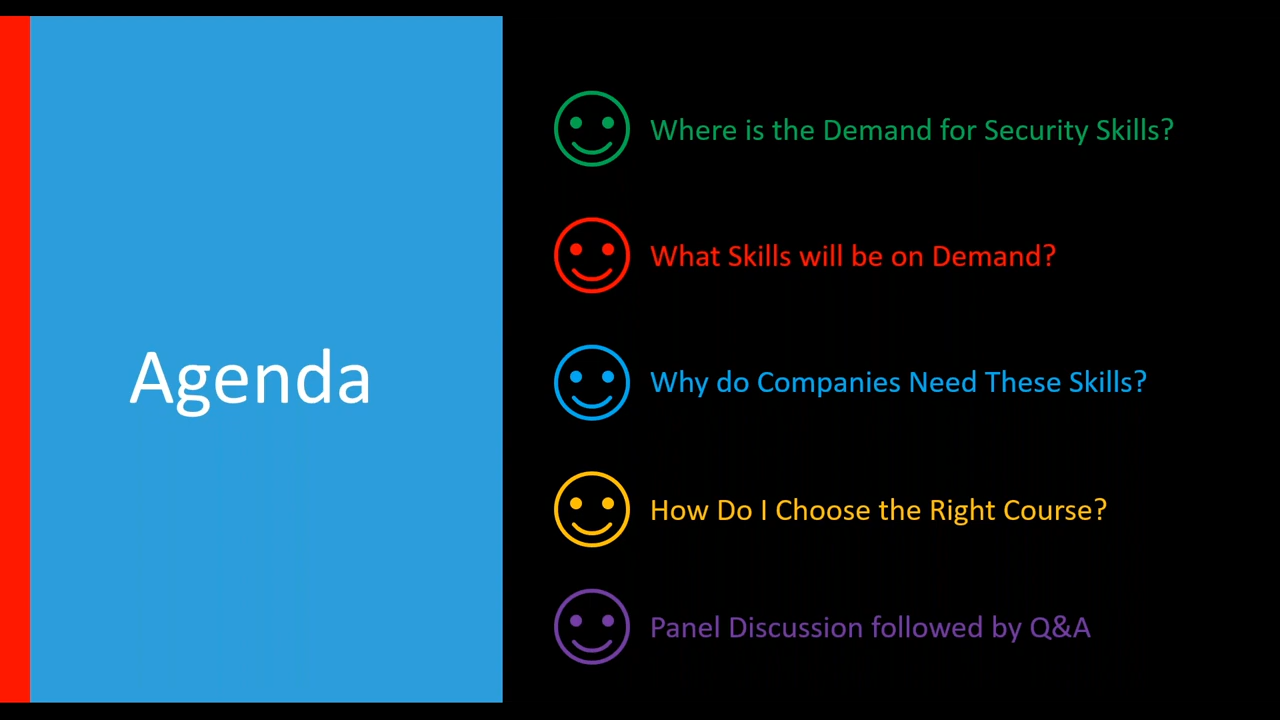 Agenda
Where is the Demand for Security Skills?
What Skills will be on Demand?
Why do Companies Need These Skills?
How Do I Choose the Right Course?
Panel Discussion followed by Q&A